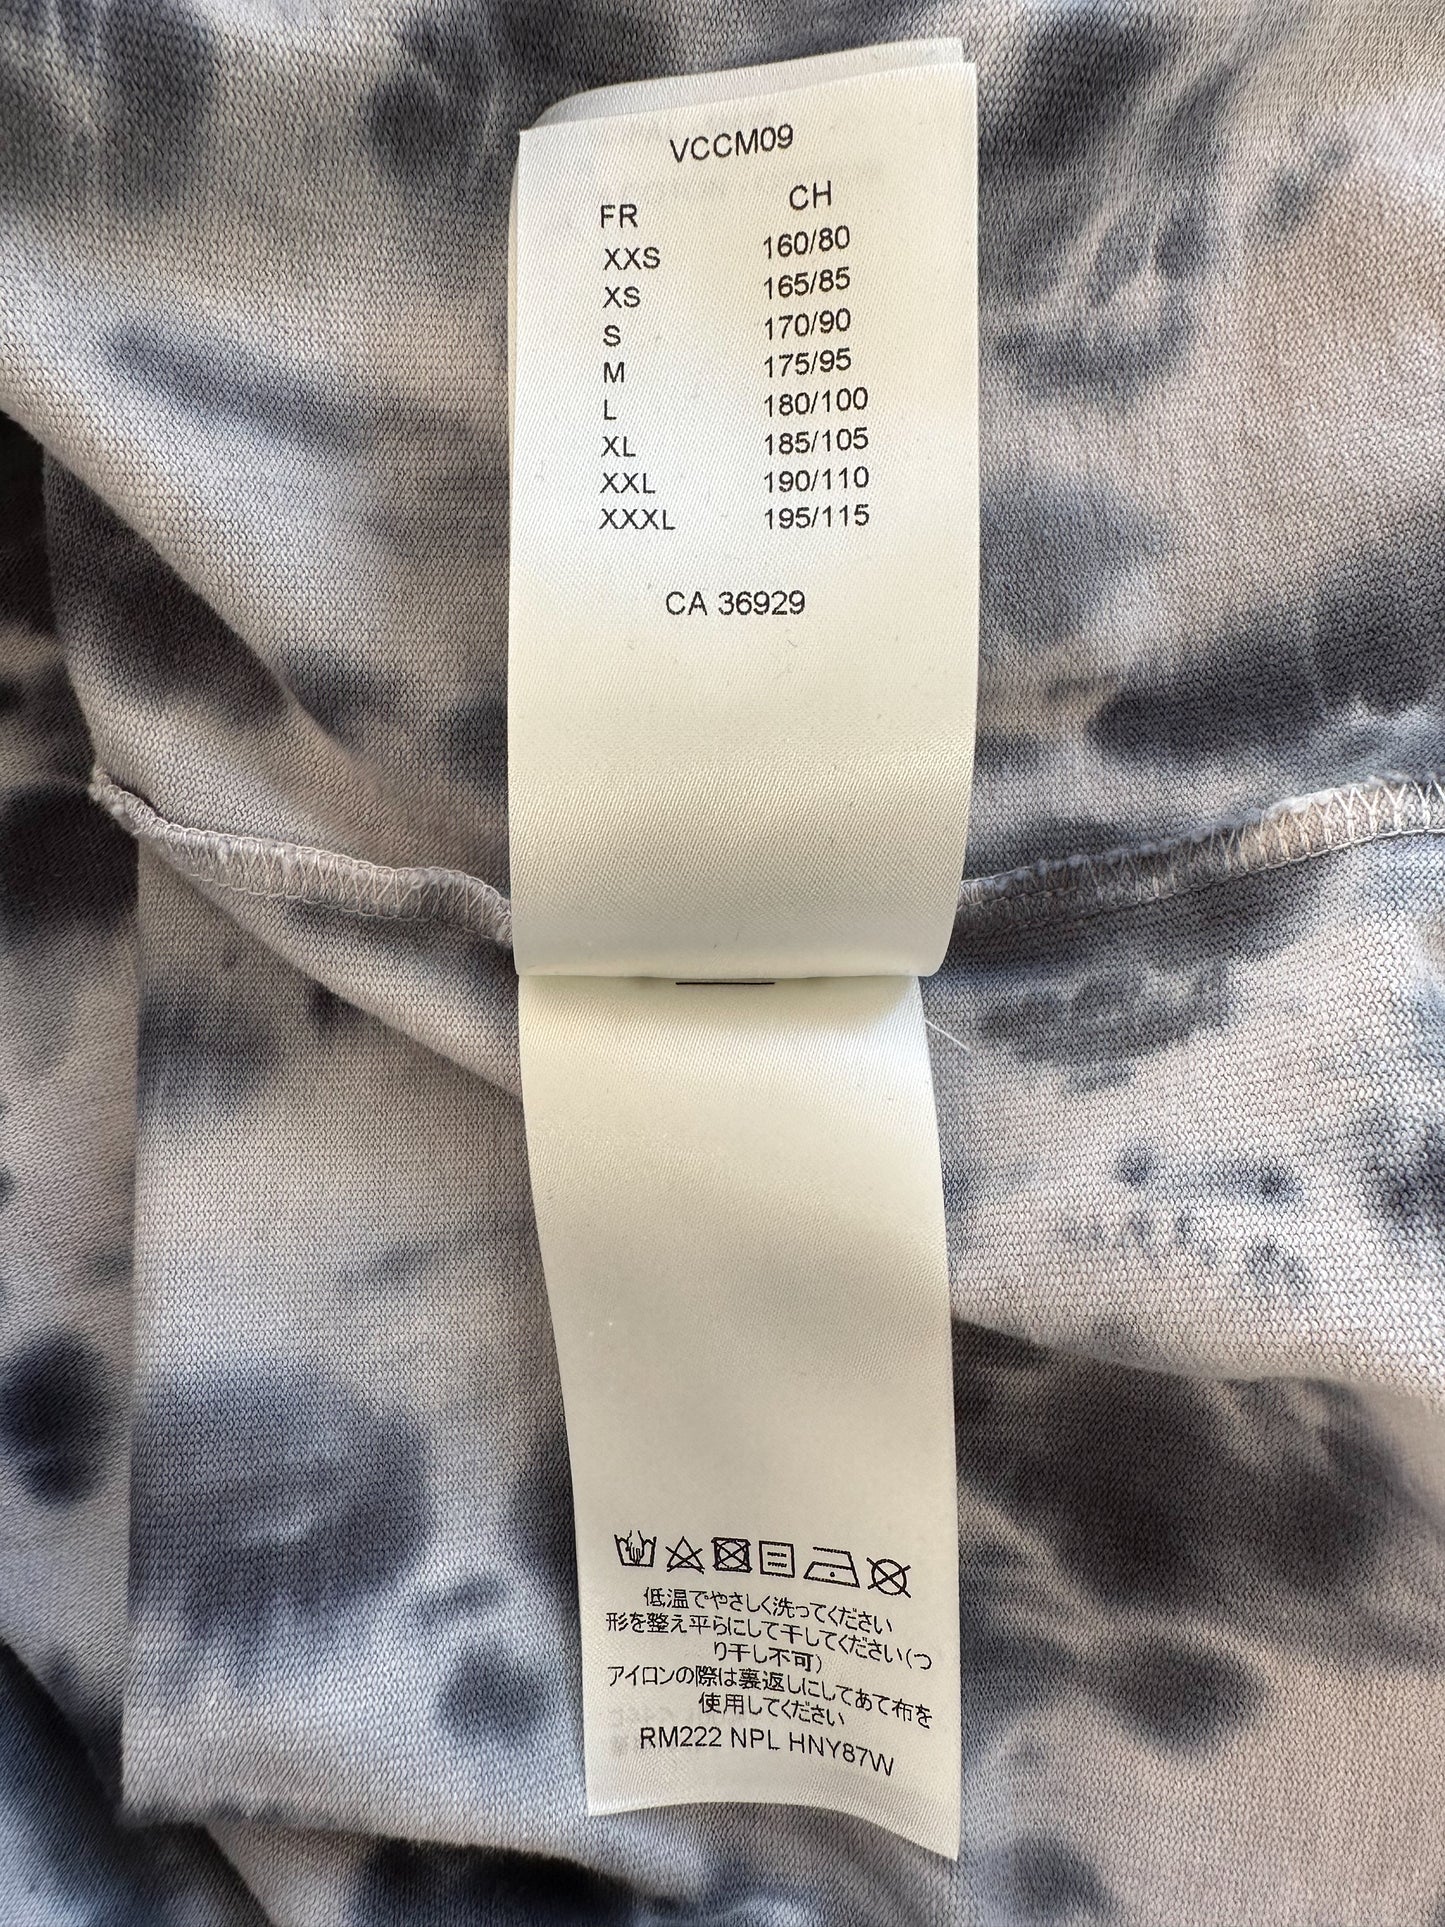 VCCM09
FR CH
XXS 160/80
XS 165/85
S 170/90
M 175/95
L 180/100
XL 185/105
XXL 190/110
XXXL 195/115
CA 36929
低温でやさしく洗ってください
形を整え平らにして干してください(つ
り干し不可)
アイロンの際は裏返しにしてあて布を
使用してください
RM222 NPL HNY87W